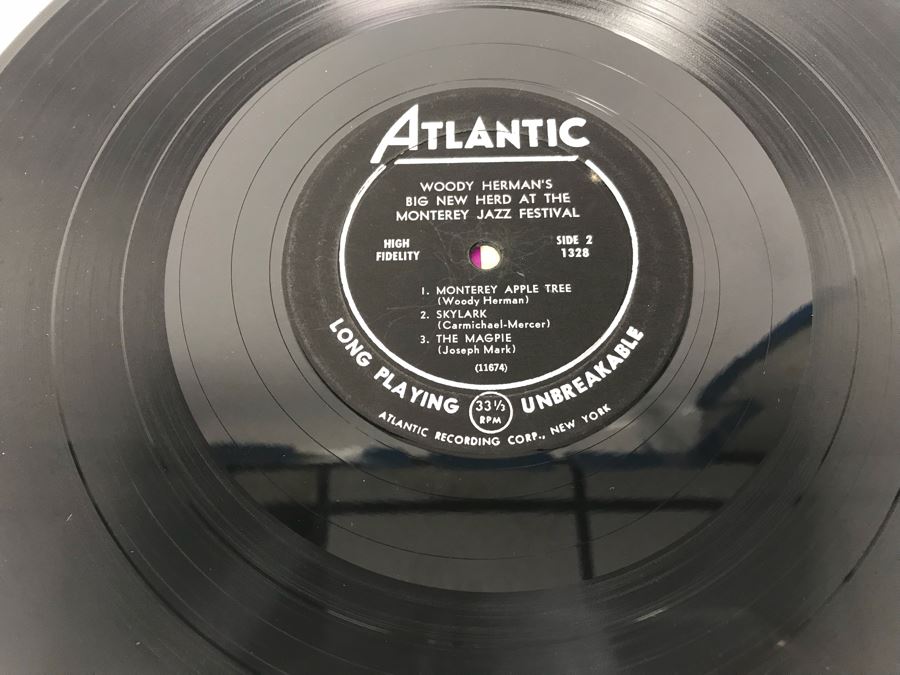 ATLANTIC
WOODY HERMAN'S
BIG NEW HERD AT THE
MONTEREY JAZZ FESTIVAL
HIGH
FIDELITY
SIDE 2
1328
1. MONTEREY APPLE TREE
(Woody Herman)
2. SKYLARK
(Carmichael-Mercer)
3. THE MAGPIE
(Joseph Mark)
(11674)
LONG PLAYING
33 1/3
RPM
UNBREAKABLE
ATLANTIC RECORDING CORP., NEW YORK